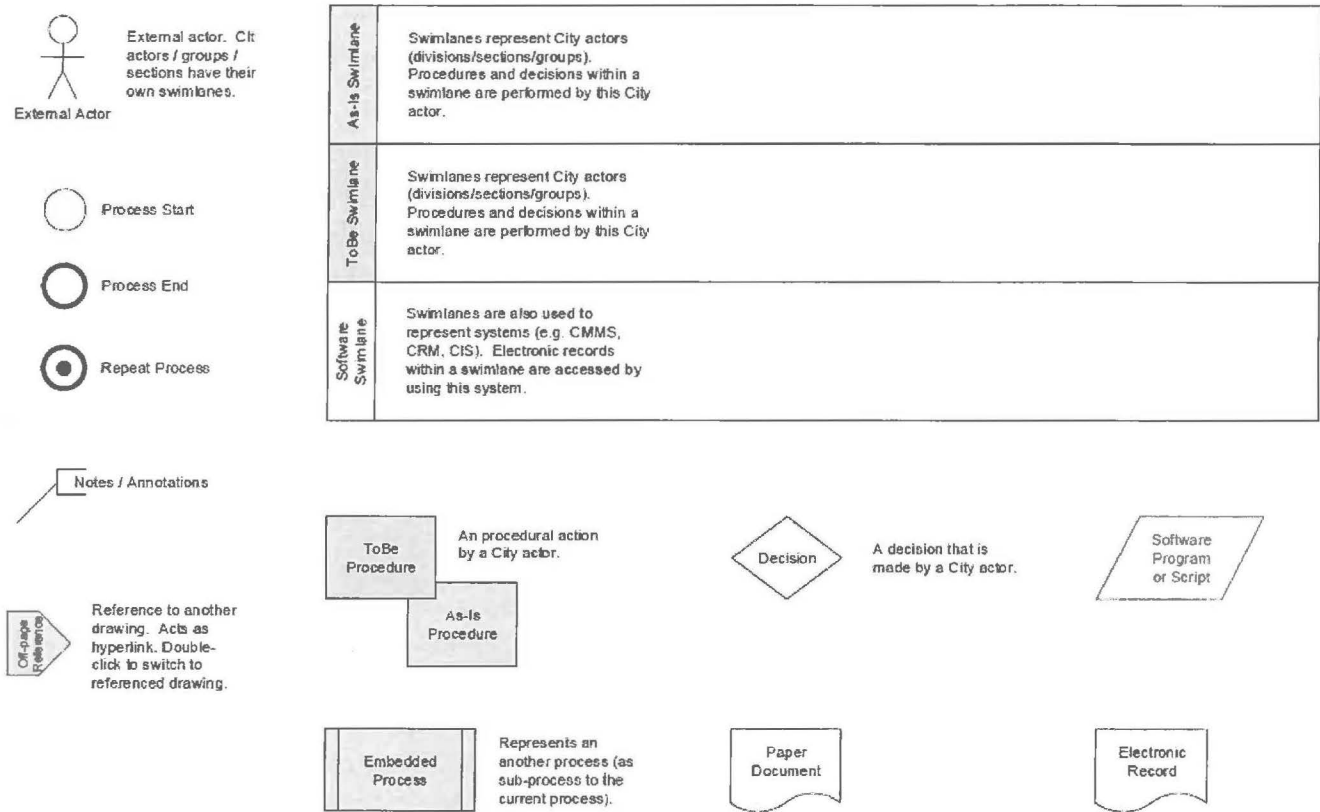 External actor. Cit
actors / groups /
sections have their
own swimlanes.
External Actor
Process Start
Process End
Repeat Process
As-Is Swimlane
Swimlanes represent City actors
(divisions/sections/groups).
Procedures and decisions within a
swimlane are performed by this City
actor.
ToBe Swimlane
Swimlanes represent City actors
(divisions/sections/groups).
Procedures and decisions within a
swimlane are performed by this City
actor.
Software
Swimlane
Swimlanes are also used to
represent systems (e.g. CMMS,
CRM, CIS). Electronic records
within a swimlane are accessed by
using this system.
Notes / Annotations
Off-page
Reference
Reference to another
drawing. Acts as
hyperlink. Double-
click to switch to
referenced drawing.
ToBe
Procedure
As-Is
Procedure
An procedural action
by a City actor.
Decision
A decision that is
made by a City actor.
Software
Program
or Script
Embedded
Process
Represents an
another process (as
sub-process to the
current process).
Paper
Document
Electronic
Record